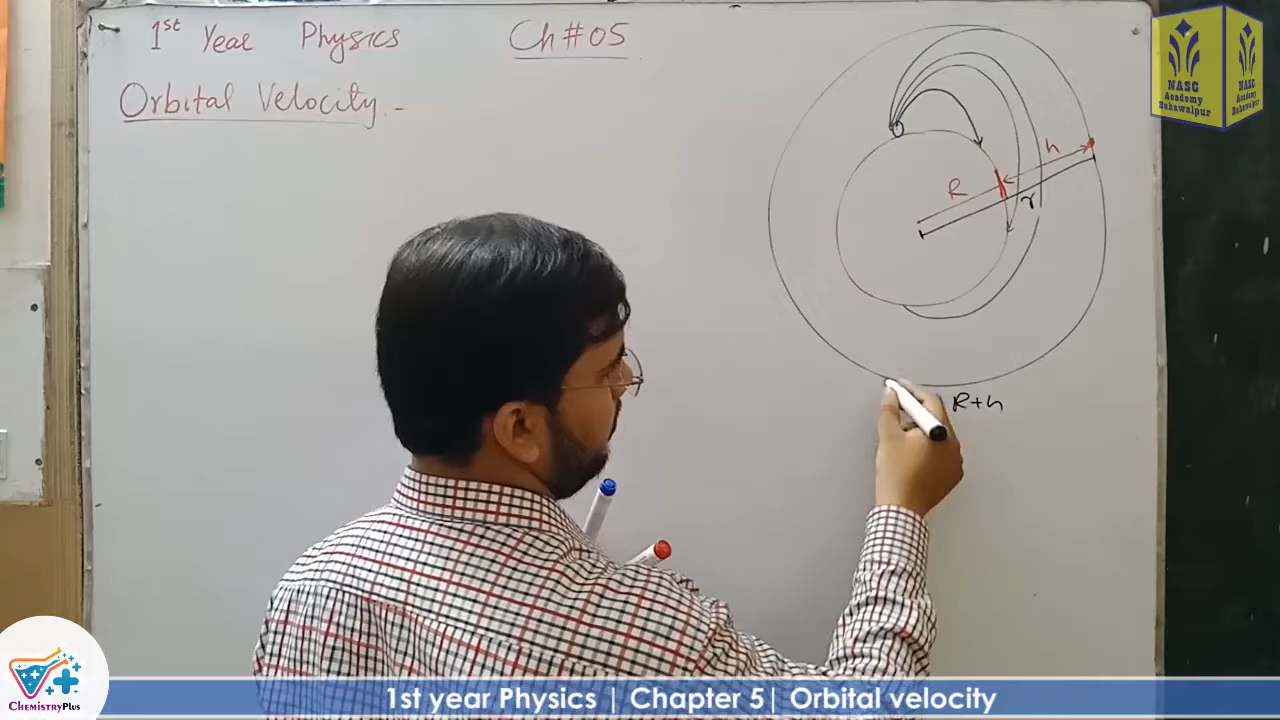 1st Year Physics Ch#05
Orbital Velocity.-
h
R
r
R+h
NASC
Academy
Bahawalpur
NASC
Academy
Bahawalpur
ChemistryPlus
1st year Physics | Chapter 5| Orbital velocity